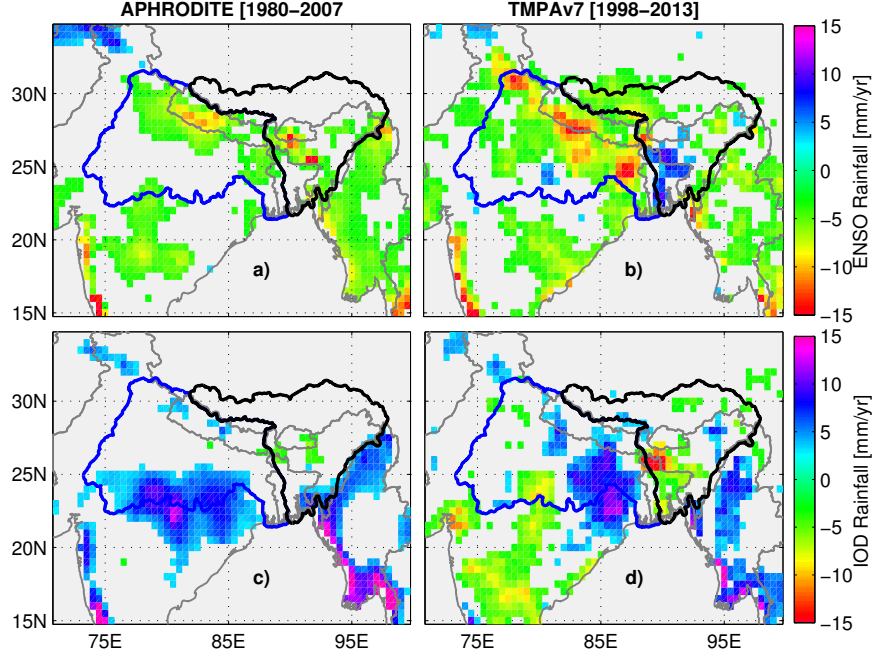 APHRODITE [1980−2007
TMPAv7 [1998−2013]
30N
25N
20N
15N
a)
b)
15
10
5
0
−5
−10
−15
ENSO Rainfall [mm/yr]
30N
25N
20N
15N
c)
d)
15
10
5
0
−5
−10
−15
IOD Rainfall [mm/yr]
75E 85E 95E
75E 85E 95E